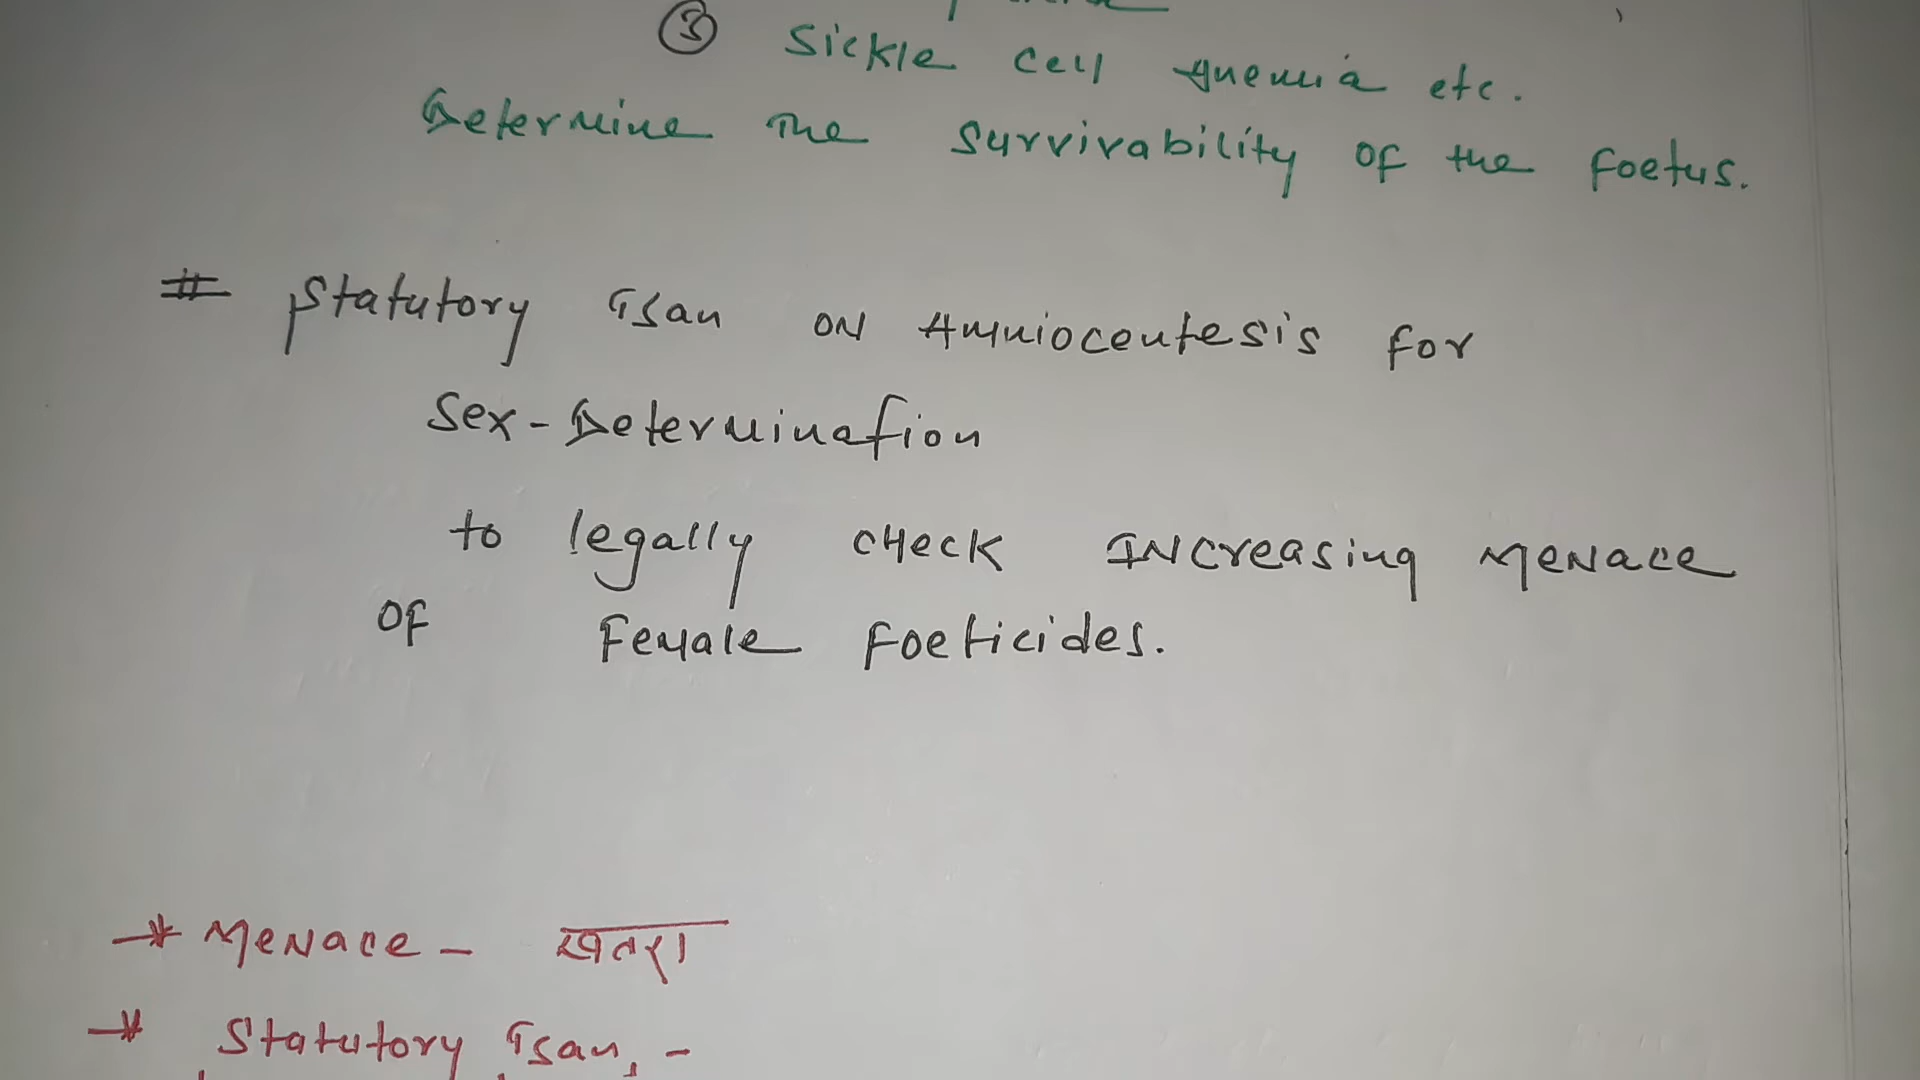 ③ Sickle cell Anemia etc.
Determine The Survivability of the foetus.
# Statutory Ban ON Amniocentesis for
Sex-Determination
to legally check INcreasing Menace
of Female Foeticides.
* Menace - खतरा
* Statutory Ban, -